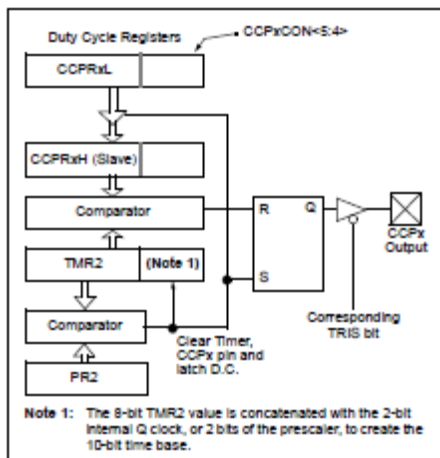 Duty Cycle Registers
CCPxCON<5:4>
CCPRxL
CCPRxH (Slave)
Comparator
R
Q
S
CCPx
Output
TMR2
(Note 1)
Comparator
Clear Timer,
CCPx pin and
latch D.C.
Corresponding
TRIS bit
PR2
Note 1: The 8-bit TMR2 value is concatenated with the 2-bit
internal Q clock, or 2 bits of the prescaler, to create the
10-bit time base.